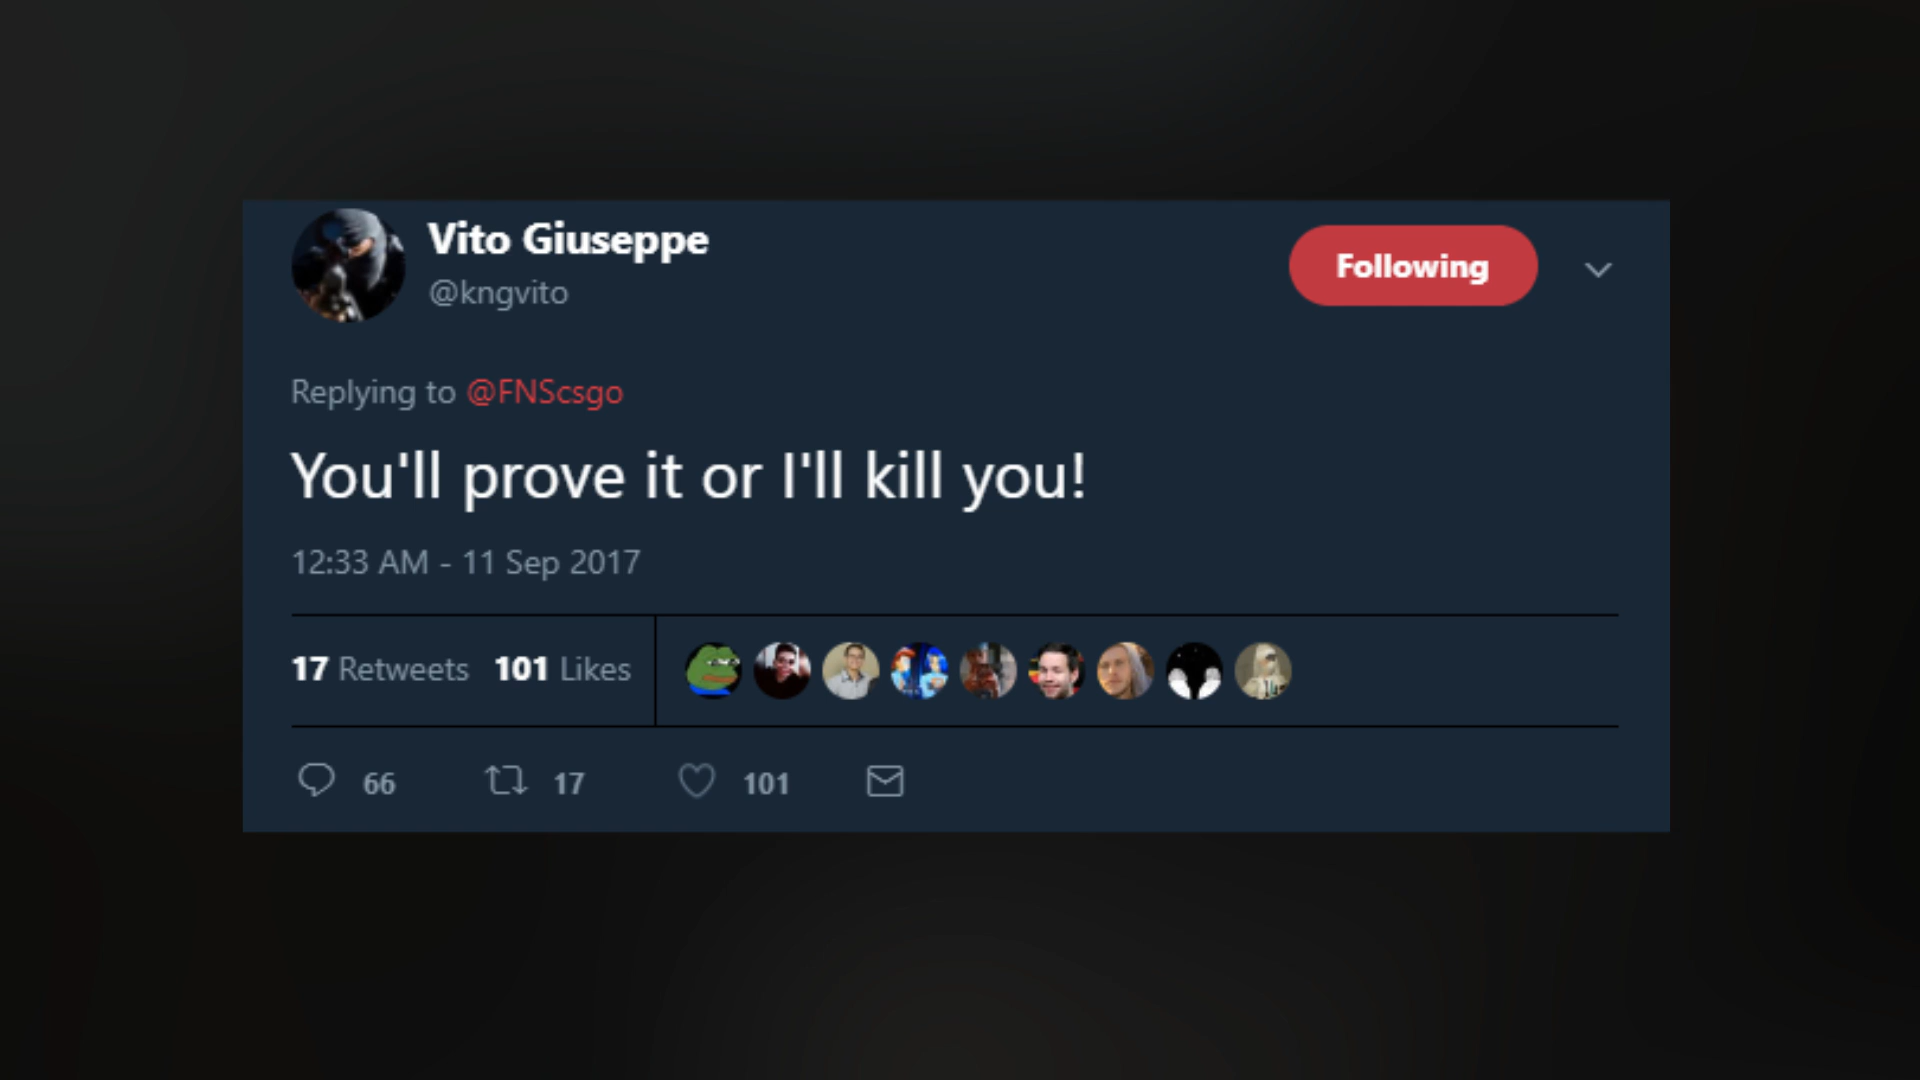 Vito Giuseppe
@kngvito
Following
Replying to @FNScsgo
You'll prove it or I'll kill you!
12:33 AM - 11 Sep 2017
17 Retweets 101 Likes
66 17 101